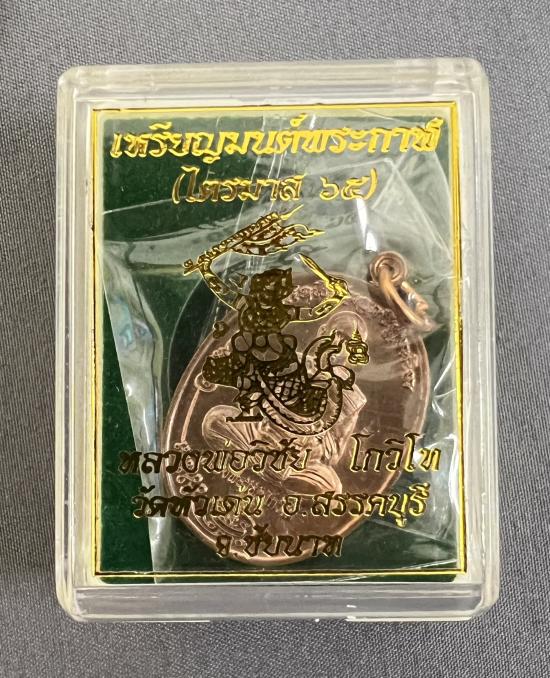 เหรียญมนต์พระกาฬ
(ไตรมาส ๖๕)
หลวงพ่อวิชัย โกวิโท
วัดหัวเด่น อ.สรรคบุรี
จ.ชัยนาท